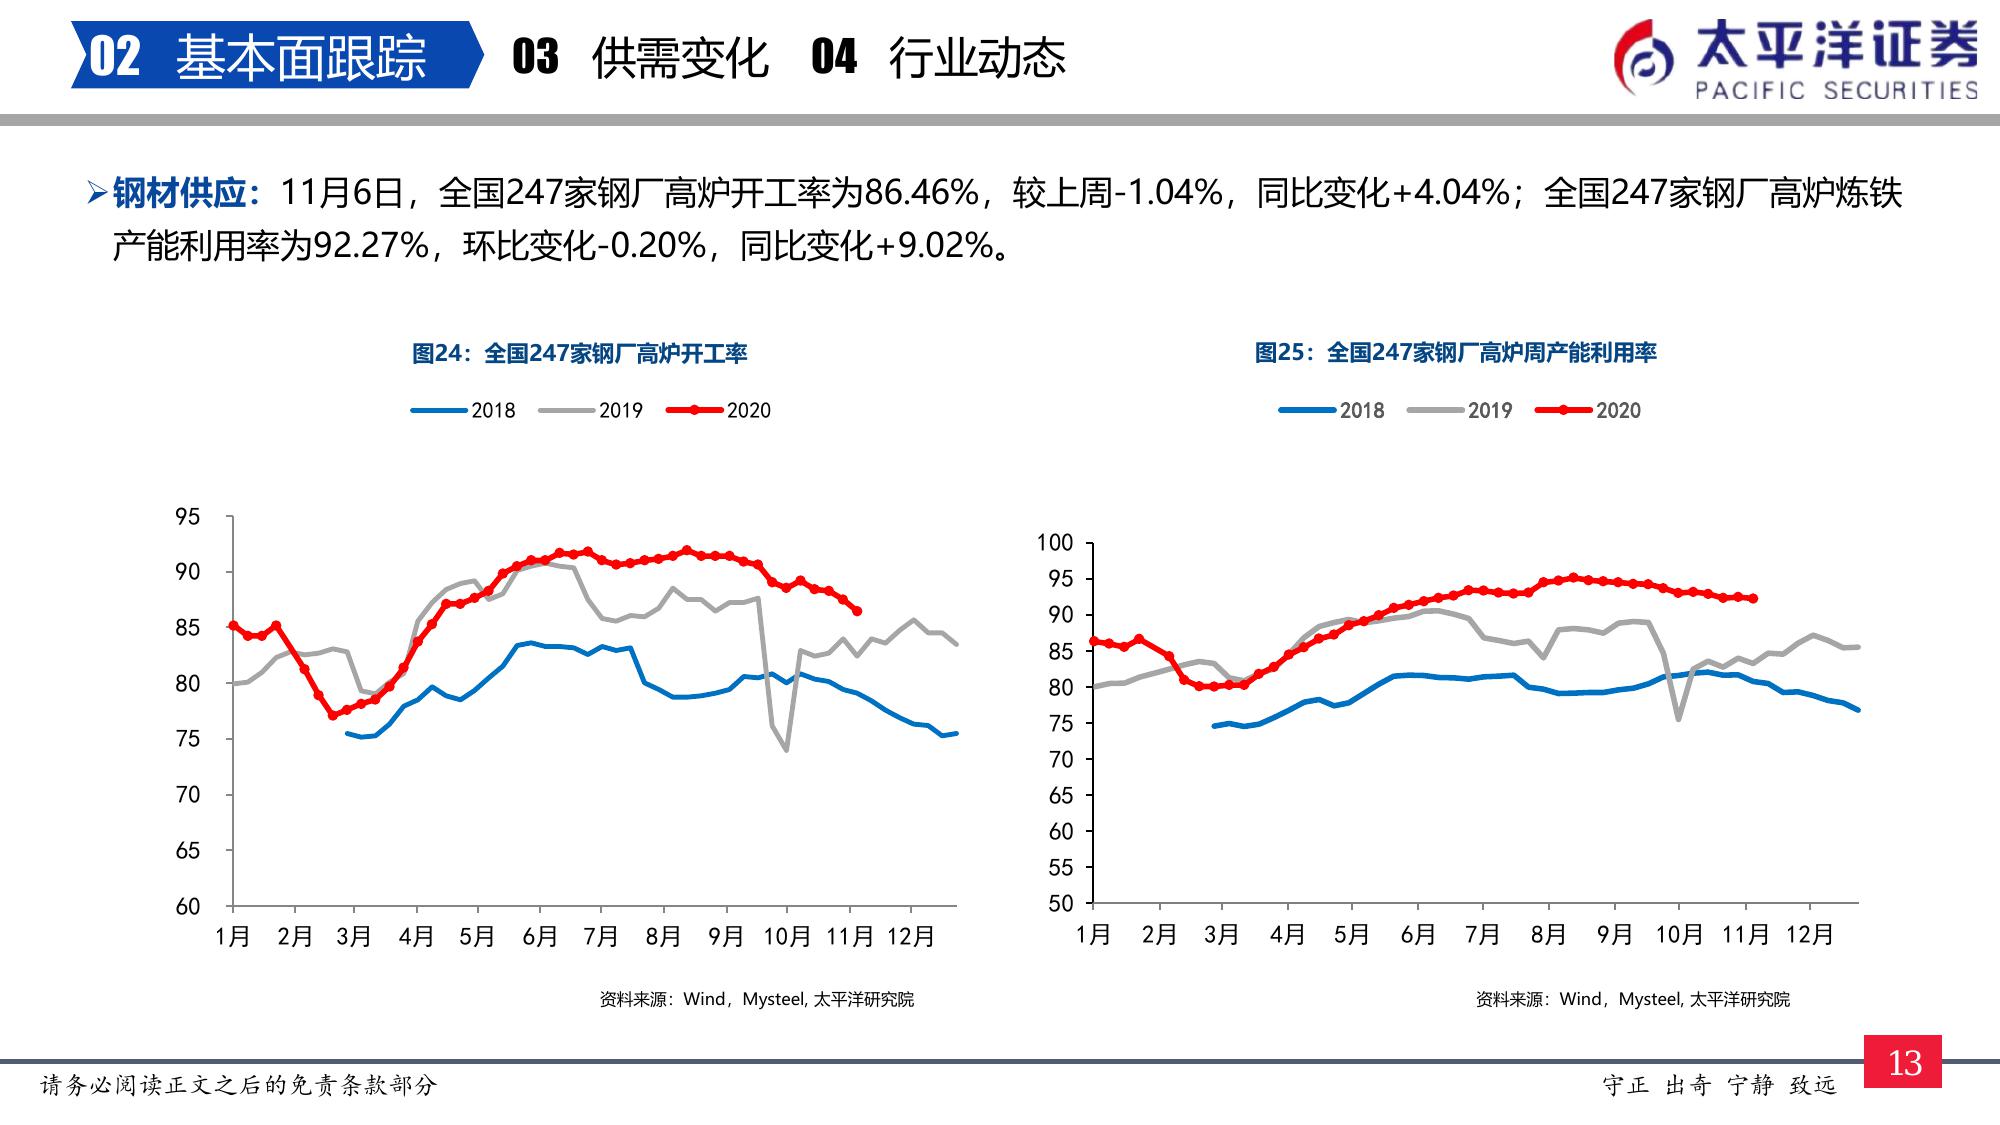 02 基本面跟踪 03 供需变化 04 行业动态
太平洋证券
PACIFIC SECURITIES
➢钢材供应：11月6日，全国247家钢厂高炉开工率为86.46%，较上周-1.04%，同比变化+4.04%；全国247家钢厂高炉炼铁
产能利用率为92.27%，环比变化-0.20%，同比变化+9.02%。
图24：全国247家钢厂高炉开工率
2018 2019 2020
95
90
85
80
75
70
65
60
1月 2月 3月 4月 5月 6月 7月 8月 9月 10月 11月 12月
资料来源：Wind，Mysteel, 太平洋研究院
图25：全国247家钢厂高炉周产能利用率
2018 2019 2020
100
95
90
85
80
75
70
65
60
55
50
1月 2月 3月 4月 5月 6月 7月 8月 9月 10月 11月 12月
资料来源：Wind，Mysteel, 太平洋研究院
请务必阅读正文之后的免责条款部分
守正 出奇 宁静 致远
13